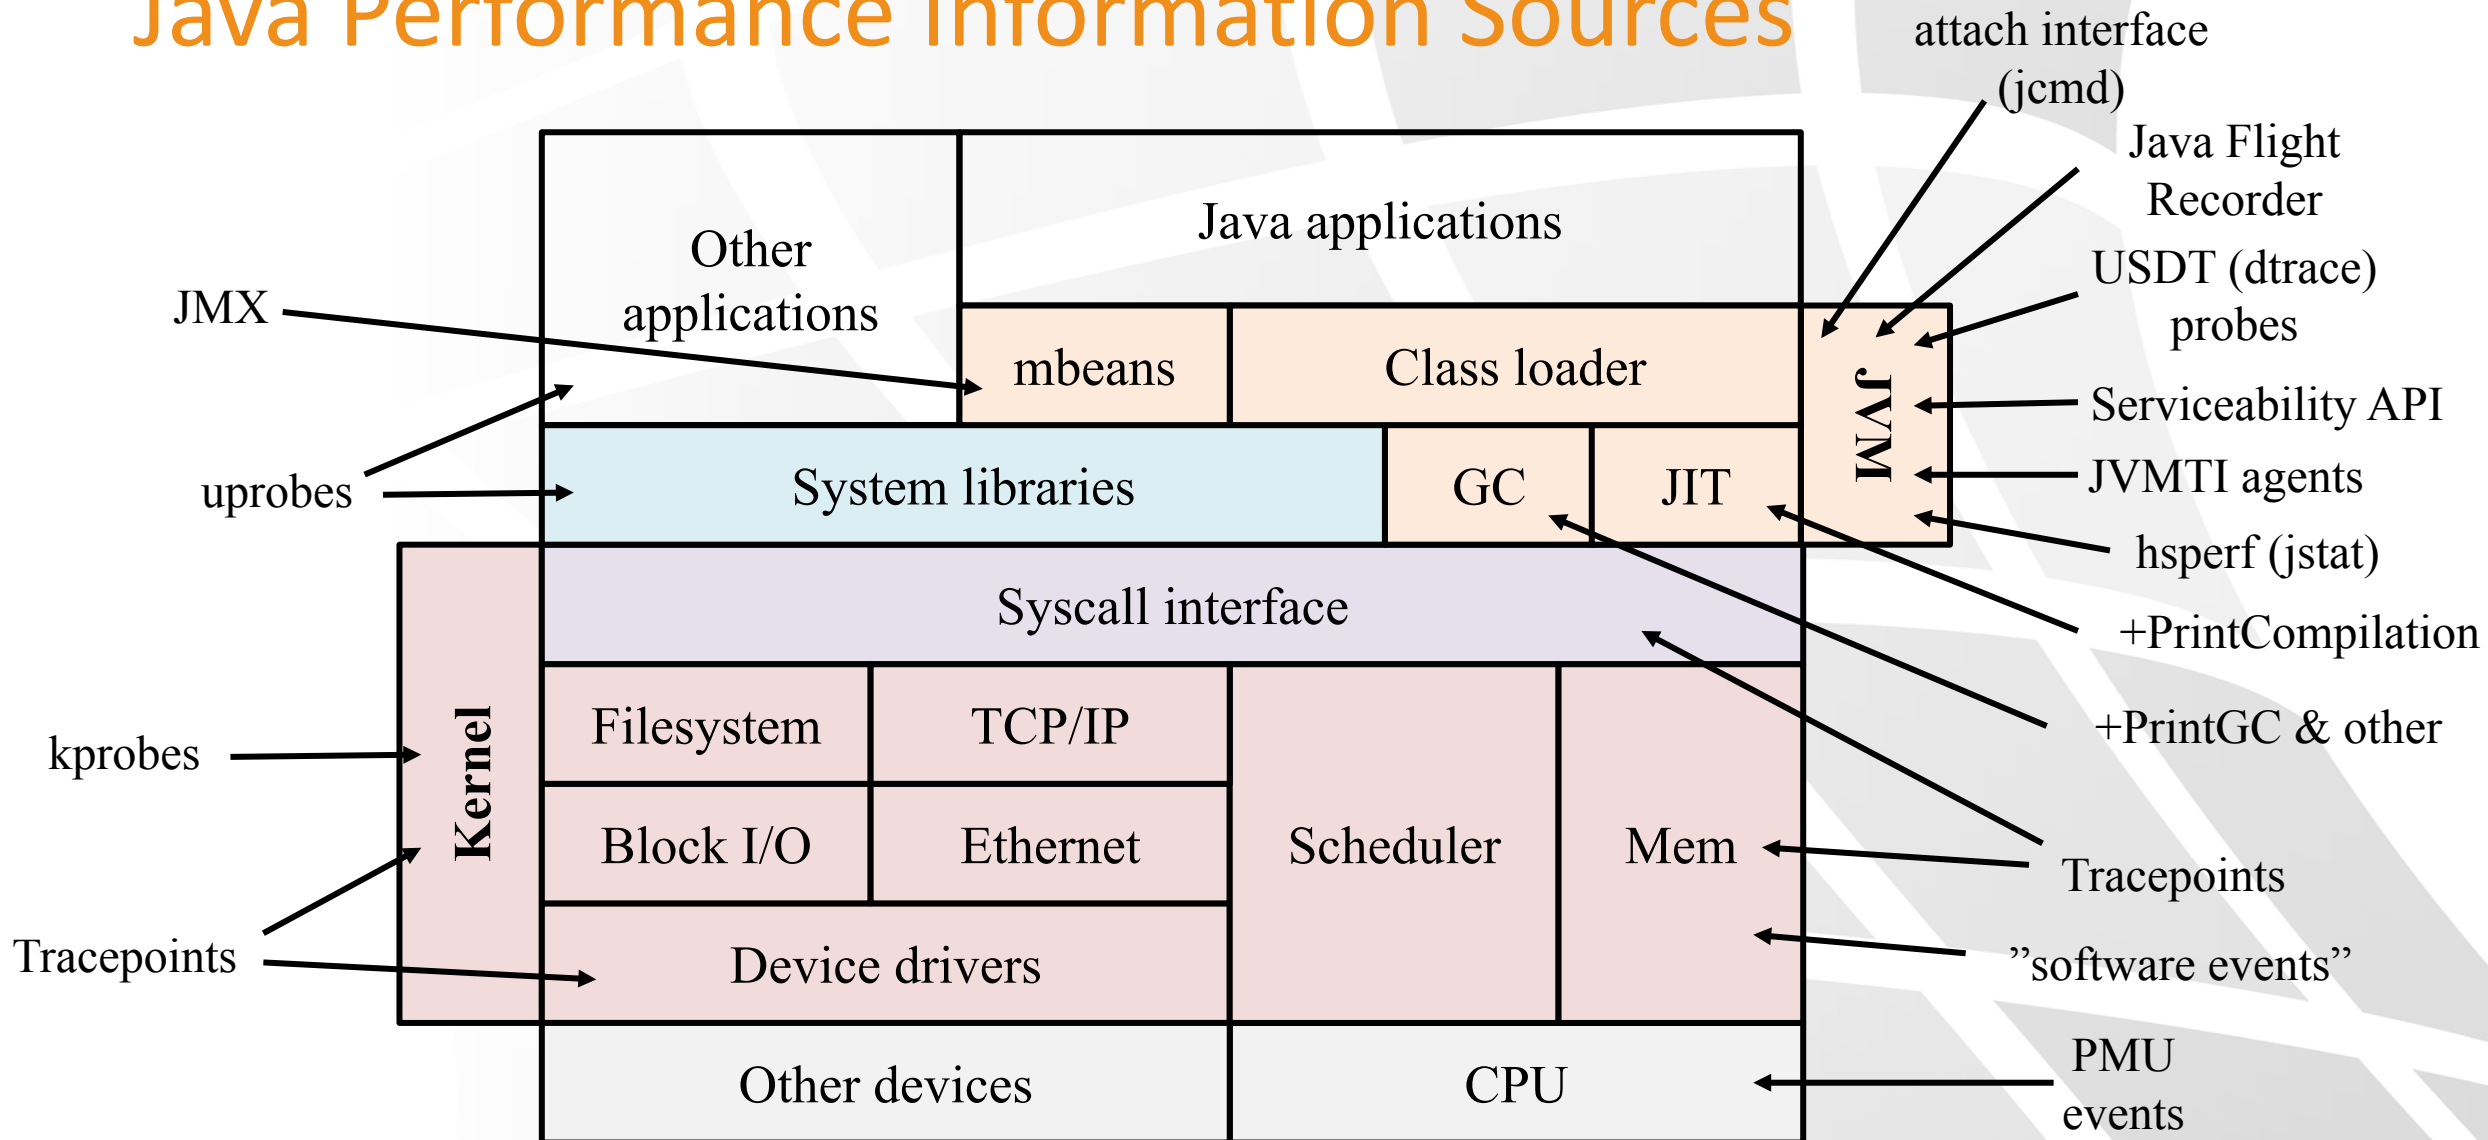 Java Performance Information Sources
attach interface
(jcmd)
Java Flight
Recorder
USDT (dtrace)
probes
Serviceability API
JVMTI agents
hsperf (jstat)
+PrintCompilation
+PrintGC & other
Tracepoints
”software events”
PMU
events
JMX
uprobes
kprobes
Tracepoints
Other
applications
Java applications
mbeans
Class loader
JVM
System libraries
GC
JIT
Syscall interface
Kernel
Filesystem
TCP/IP
Block I/O
Ethernet
Scheduler
Mem
Device drivers
Other devices
CPU